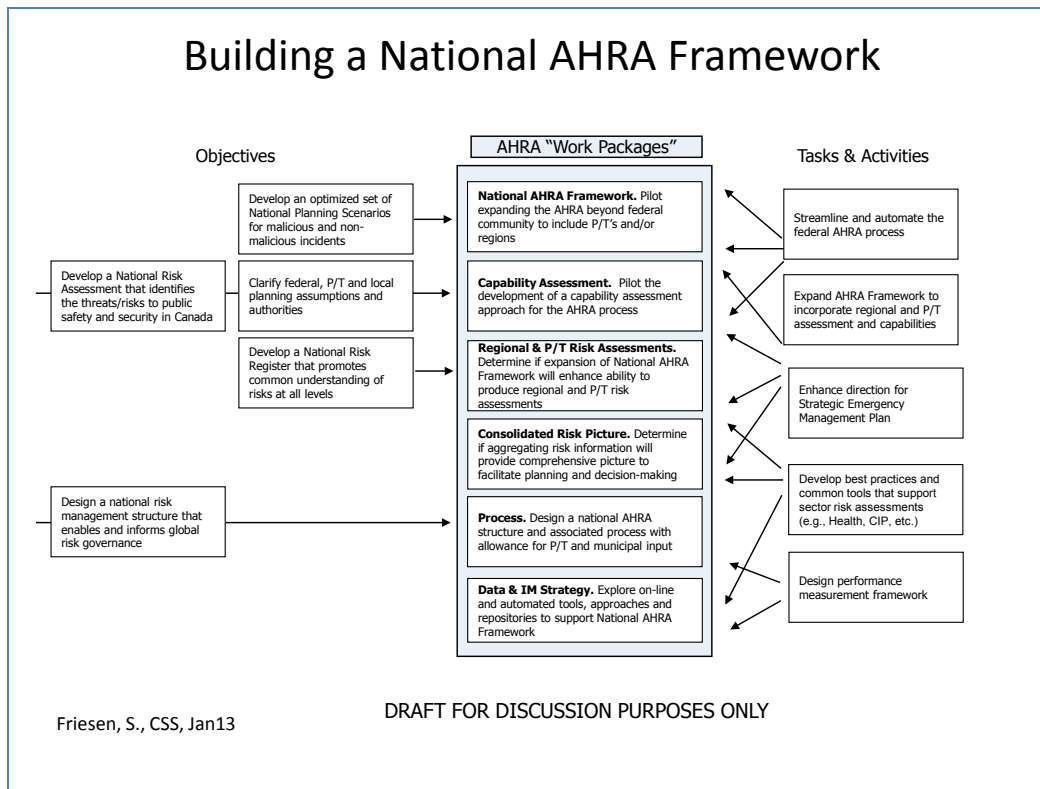 Building a National AHRA Framework
Objectives
AHRA “Work Packages”
Tasks & Activities
Develop an optimized set of
National Planning Scenarios
for malicious and non-
malicious incidents
Develop a National Risk
Assessment that identifies
the threats/risks to public
safety and security in Canada
Clarify federal, P/T and local
planning assumptions and
authorities
Develop a National Risk
Register that promotes
common understanding of
risks at all levels
Design a national risk
management structure that
enables and informs global
risk governance
National AHRA Framework. Pilot
expanding the AHRA beyond federal
community to include P/T’s and/or
regions
Capability Assessment. Pilot the
development of a capability assessment
approach for the AHRA process
Regional & P/T Risk Assessments.
Determine if expansion of National AHRA
Framework will enhance ability to
produce regional and P/T risk
assessments
Consolidated Risk Picture. Determine
if aggregating risk information will
provide comprehensive picture to
facilitate planning and decision-making
Process. Design a national AHRA
structure and associated process with
allowance for P/T and municipal input
Data & IM Strategy. Explore on-line
and automated tools, approaches and
repositories to support National AHRA
Framework
Streamline and automate the
federal AHRA process
Expand AHRA Framework to
incorporate regional and P/T
assessment and capabilities
Enhance direction for
Strategic Emergency
Management Plan
Develop best practices and
common tools that support
sector risk assessments
(e.g., Health, CIP, etc.)
Design performance
measurement framework
Friesen, S., CSS, Jan13
DRAFT FOR DISCUSSION PURPOSES ONLY